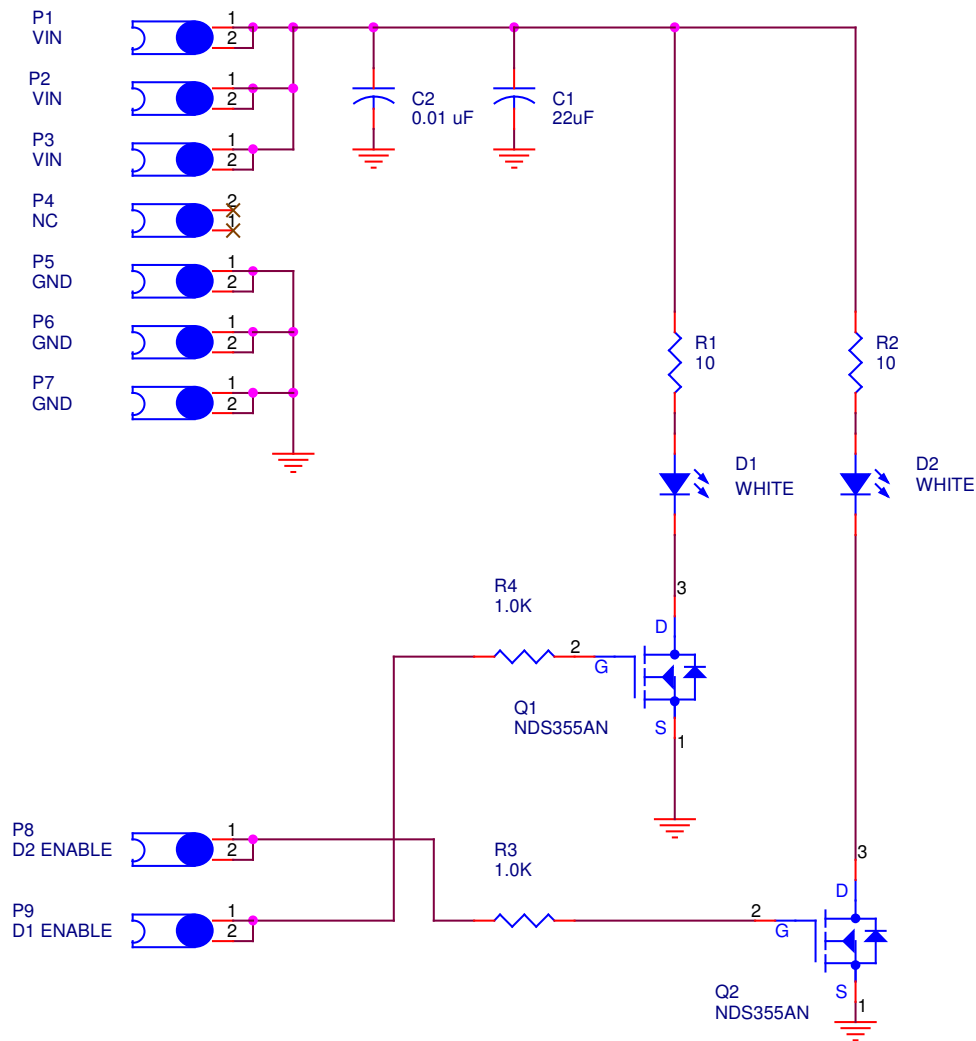 P1
VIN
1
2
P2
VIN
1
2
P3
VIN
1
2
P4
NC
2
1
P5
GND
1
2
P6
GND
1
2
P7
GND
1
2
C2
0.01 uF
C1
22uF
R1
10
R2
10
D1
WHITE
D2
WHITE
R4
1.0K
2
G
3
D
S
1
Q1
NDS355AN
P8
D2 ENABLE
1
2
P9
D1 ENABLE
1
2
R3
1.0K
2
G
3
D
S
1
Q2
NDS355AN